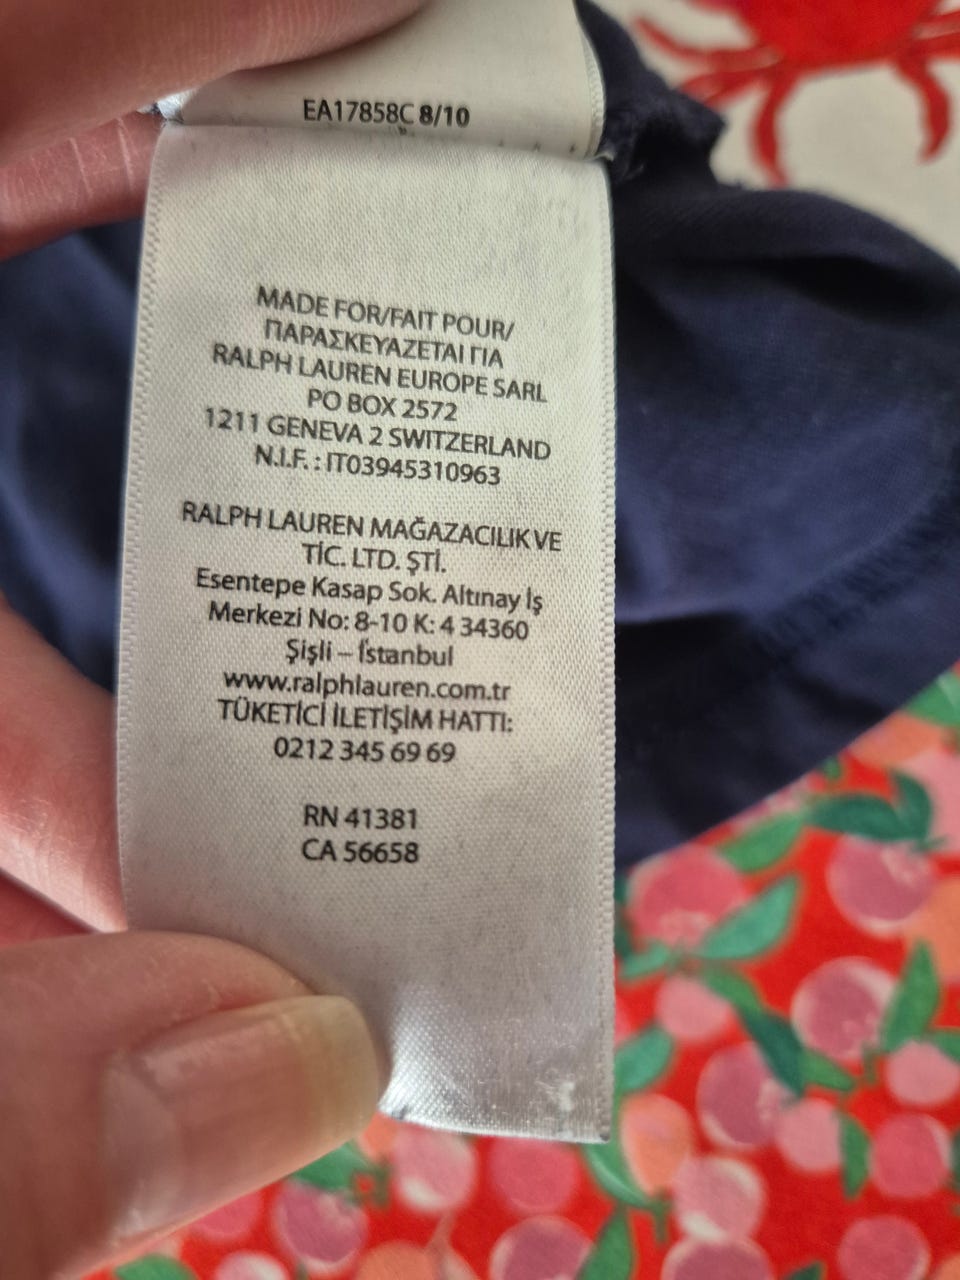 EA17858C 8/10
MADE FOR/FAIT POUR/
ΠΑΡΑΣΚΕΥΑΖΕΤΑΙ ΓΙΑ
RALPH LAUREN EUROPE SARL
PO BOX 2572
1211 GENEVA 2 SWITZERLAND
N.I.F. : IT03945310963
RALPH LAUREN MAĞAZACILIK VE
TİC. LTD. ŞTİ.
Esentepe Kasap Sok. Altınay İş
Merkezi No: 8-10 K: 4 34360
Şişli – İstanbul
www.ralphlauren.com.tr
TÜKETİCİ İLETİŞİM HATTI:
0212 345 69 69
RN 41381
CA 56658